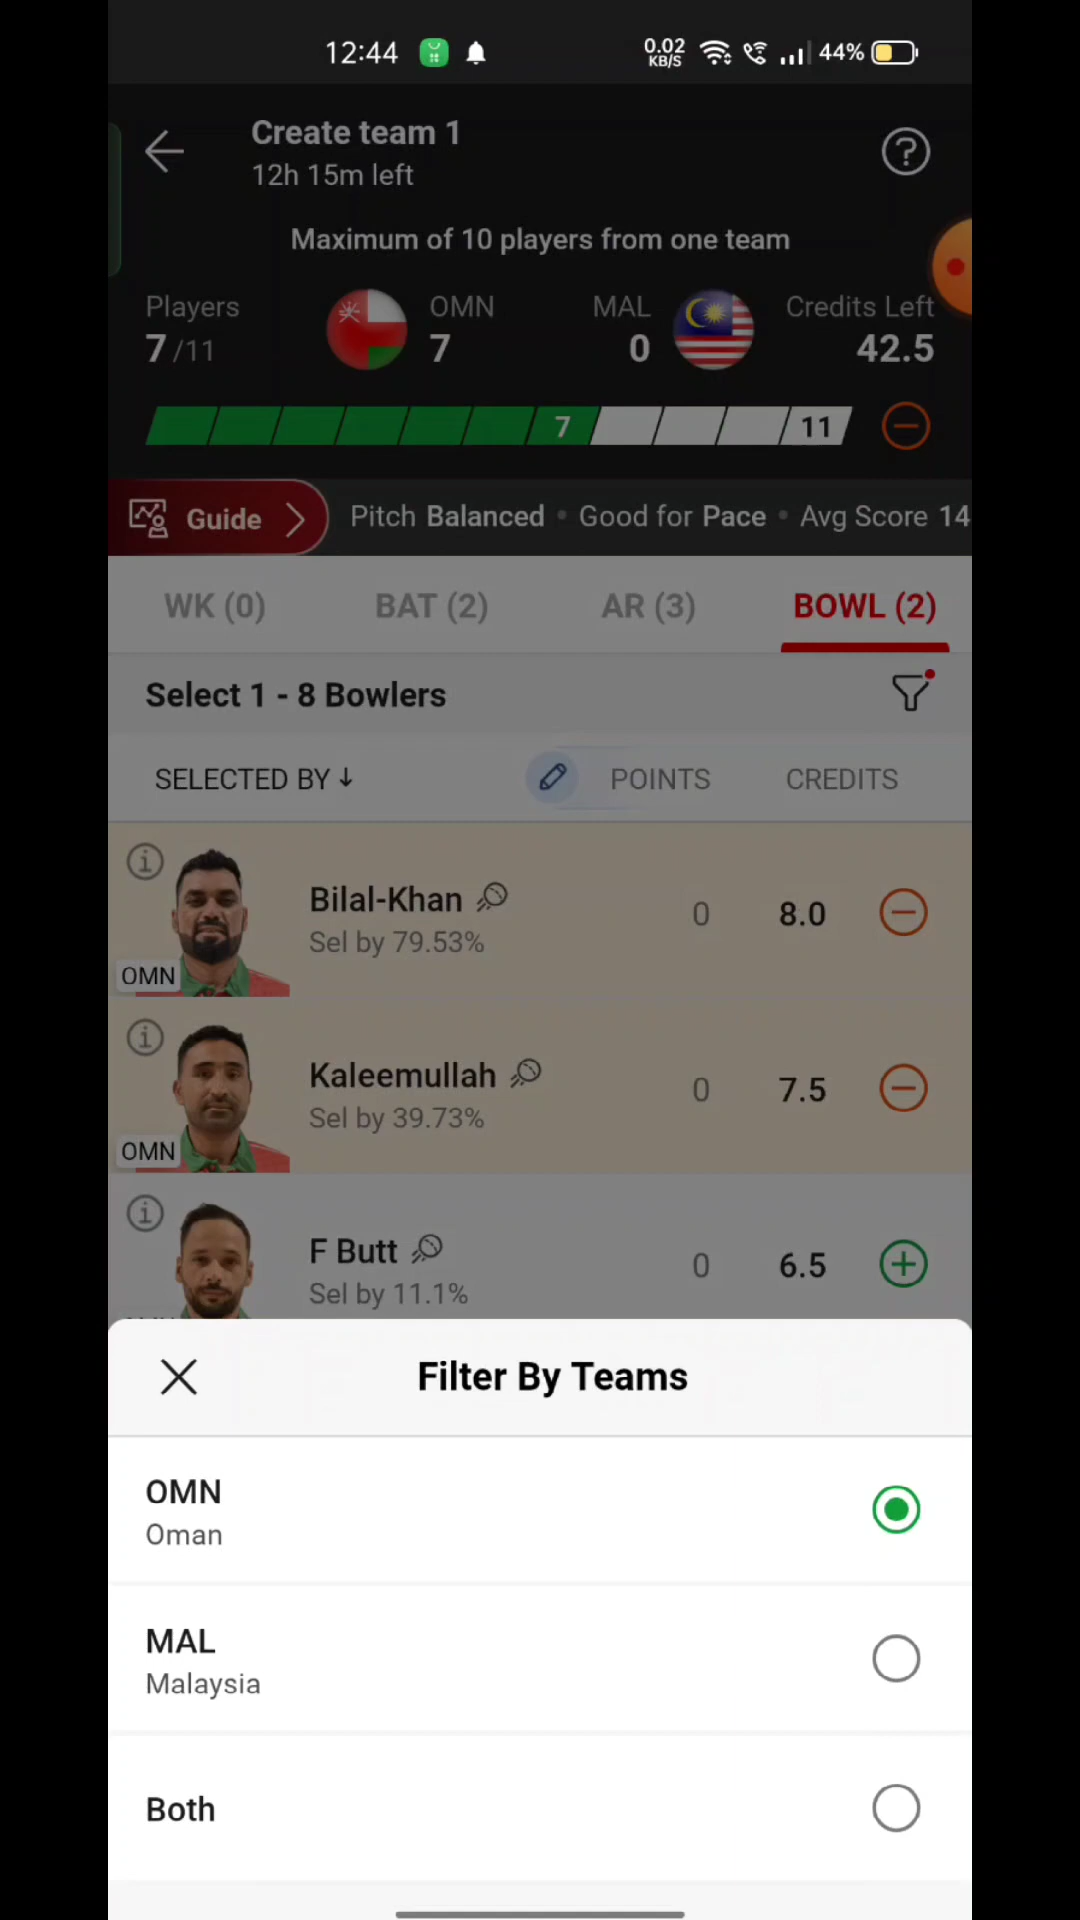 12:44
0.02
KB/S
44%
Create team 1
12h 15m left
Maximum of 10 players from one team
Players
7/11
OMN
7
MAL
0
Credits Left
42.5
7
11
Guide
Pitch Balanced • Good for Pace • Avg Score 14
WK (0)
BAT (2)
AR (3)
BOWL (2)
Select 1 - 8 Bowlers
SELECTED BY ↓
POINTS
CREDITS
Bilal-Khan
Sel by 79.53%
0
8.0
OMN
Kaleemullah
Sel by 39.73%
0
7.5
OMN
F Butt
Sel by 11.1%
0
6.5
Filter By Teams
OMN
Oman
MAL
Malaysia
Both